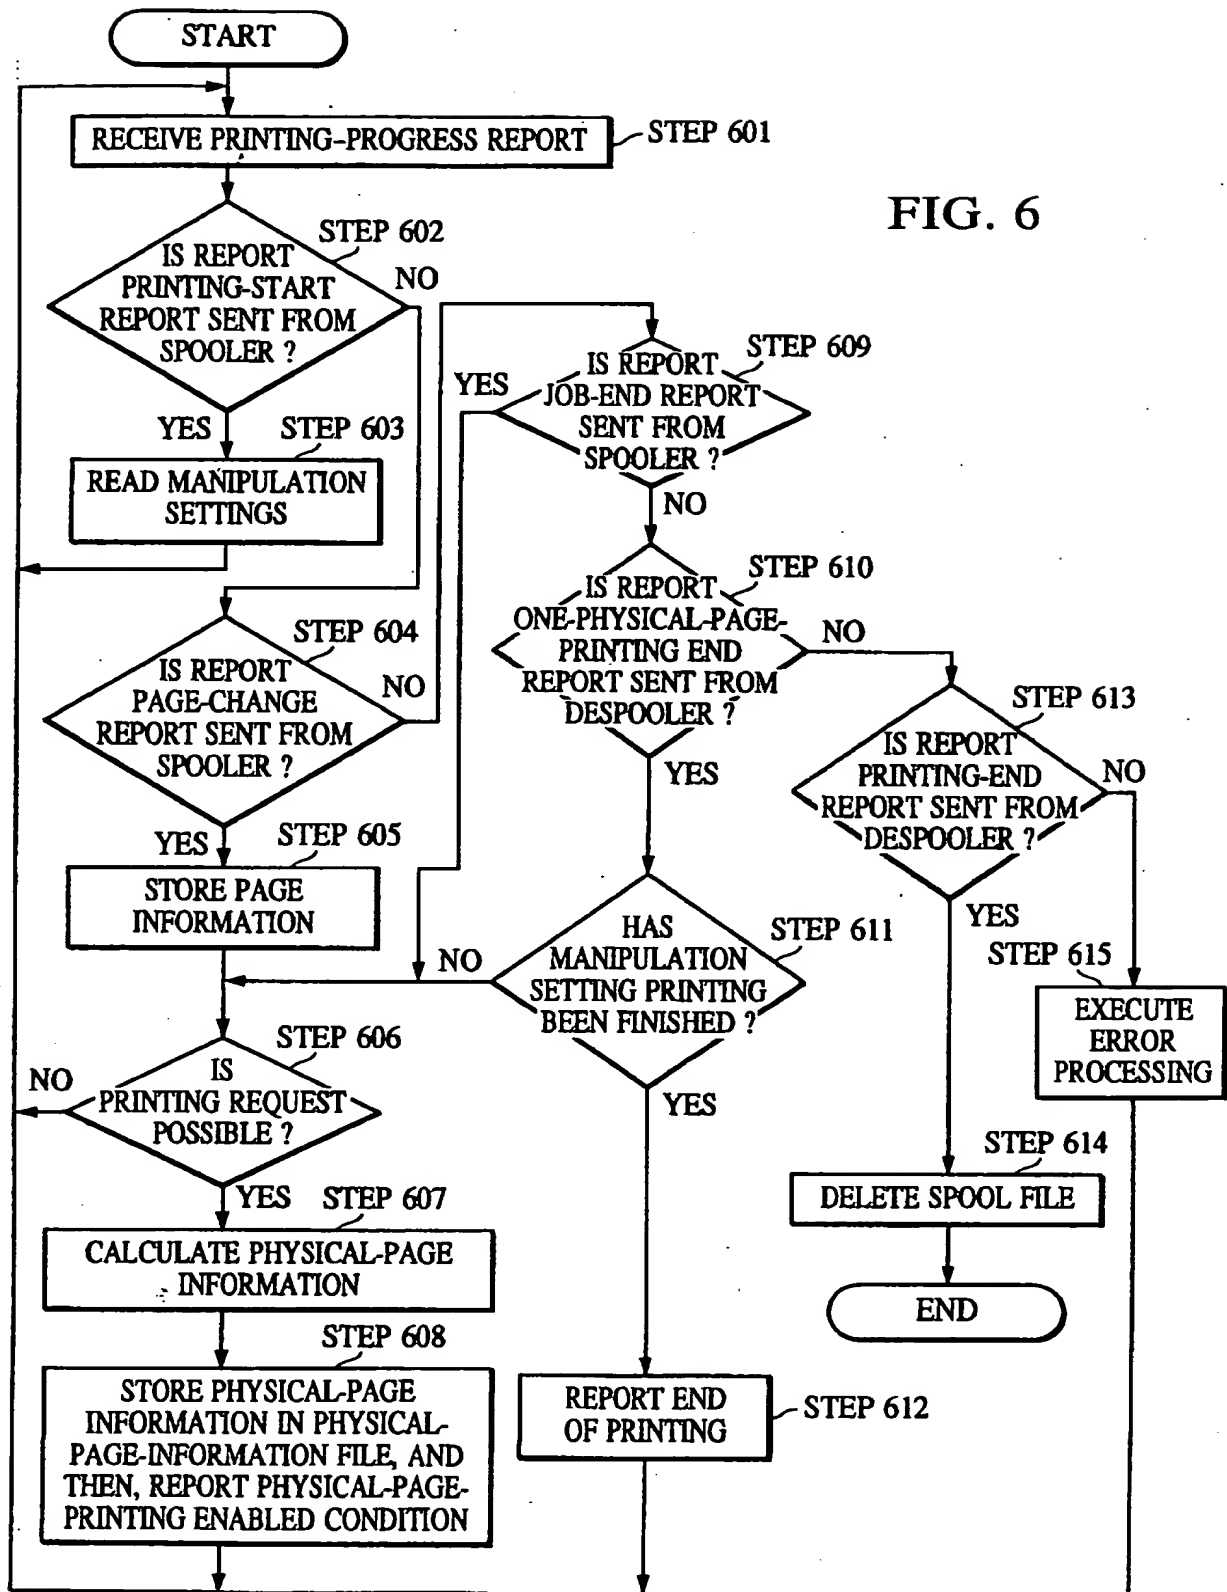 START
RECEIVE PRINTING-PROGRESS REPORT
STEP 601
FIG. 6
STEP 602
IS REPORT
PRINTING-START
REPORT SENT FROM
SPOOLER ?
NO
YES
STEP 603
READ MANIPULATION
SETTINGS
STEP 604
IS REPORT
PAGE-CHANGE
REPORT SENT FROM
SPOOLER ?
NO
YES
STEP 605
STORE PAGE
INFORMATION
STEP 606
IS
PRINTING REQUEST
POSSIBLE ?
NO
YES
STEP 607
CALCULATE PHYSICAL-PAGE
INFORMATION
STEP 608
STORE PHYSICAL-PAGE
INFORMATION IN PHYSICAL-
PAGE-INFORMATION FILE, AND
THEN, REPORT PHYSICAL-PAGE-
PRINTING ENABLED CONDITION
STEP 609
IS REPORT
JOB-END REPORT
SENT FROM
SPOOLER ?
YES
NO
STEP 610
IS REPORT
ONE-PHYSICAL-PAGE-
PRINTING END
REPORT SENT FROM
DESPOOLER ?
NO
YES
STEP 611
HAS
MANIPULATION
SETTING PRINTING
BEEN FINISHED ?
NO
YES
REPORT END
OF PRINTING
STEP 612
STEP 613
IS REPORT
PRINTING-END
REPORT SENT FROM
DESPOOLER ?
NO
YES
STEP 615
EXECUTE
ERROR
PROCESSING
STEP 614
DELETE SPOOL FILE
END